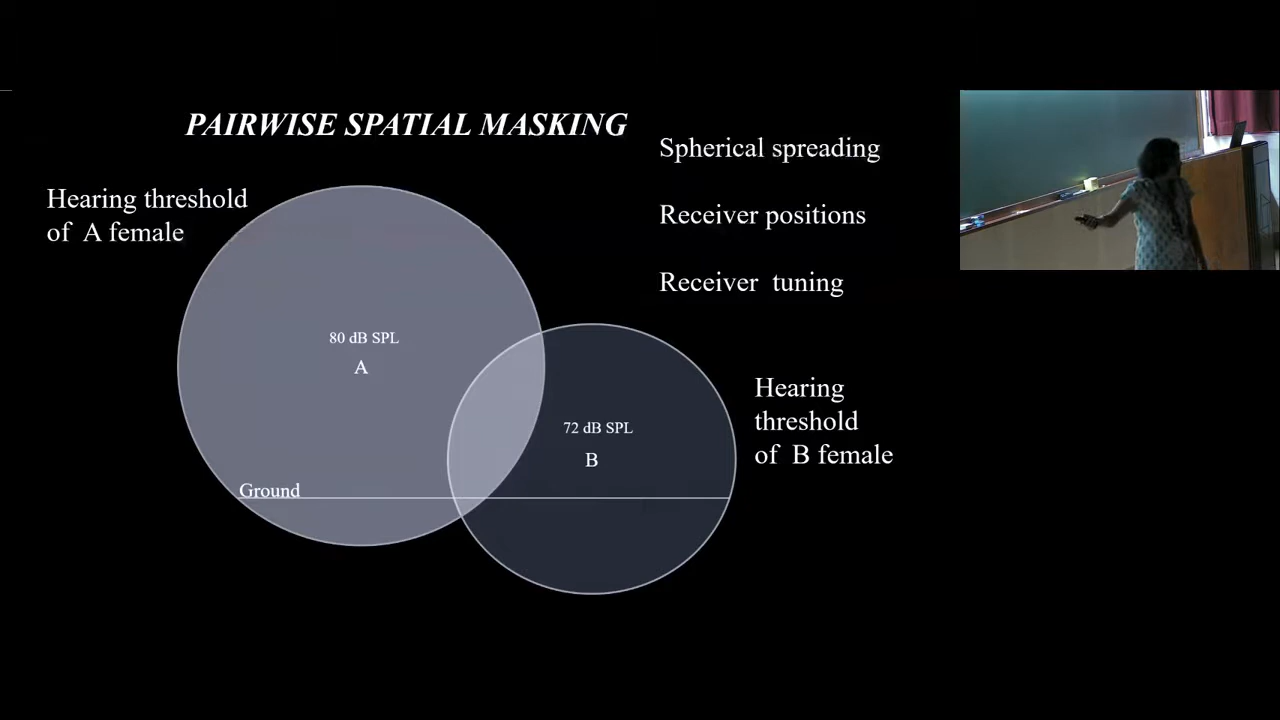 PAIRWISE SPATIAL MASKING
Spherical spreading
Hearing threshold
of A female
Receiver positions
Receiver tuning
80 dB SPL
A
Hearing
threshold
of B female
72 dB SPL
B
Ground